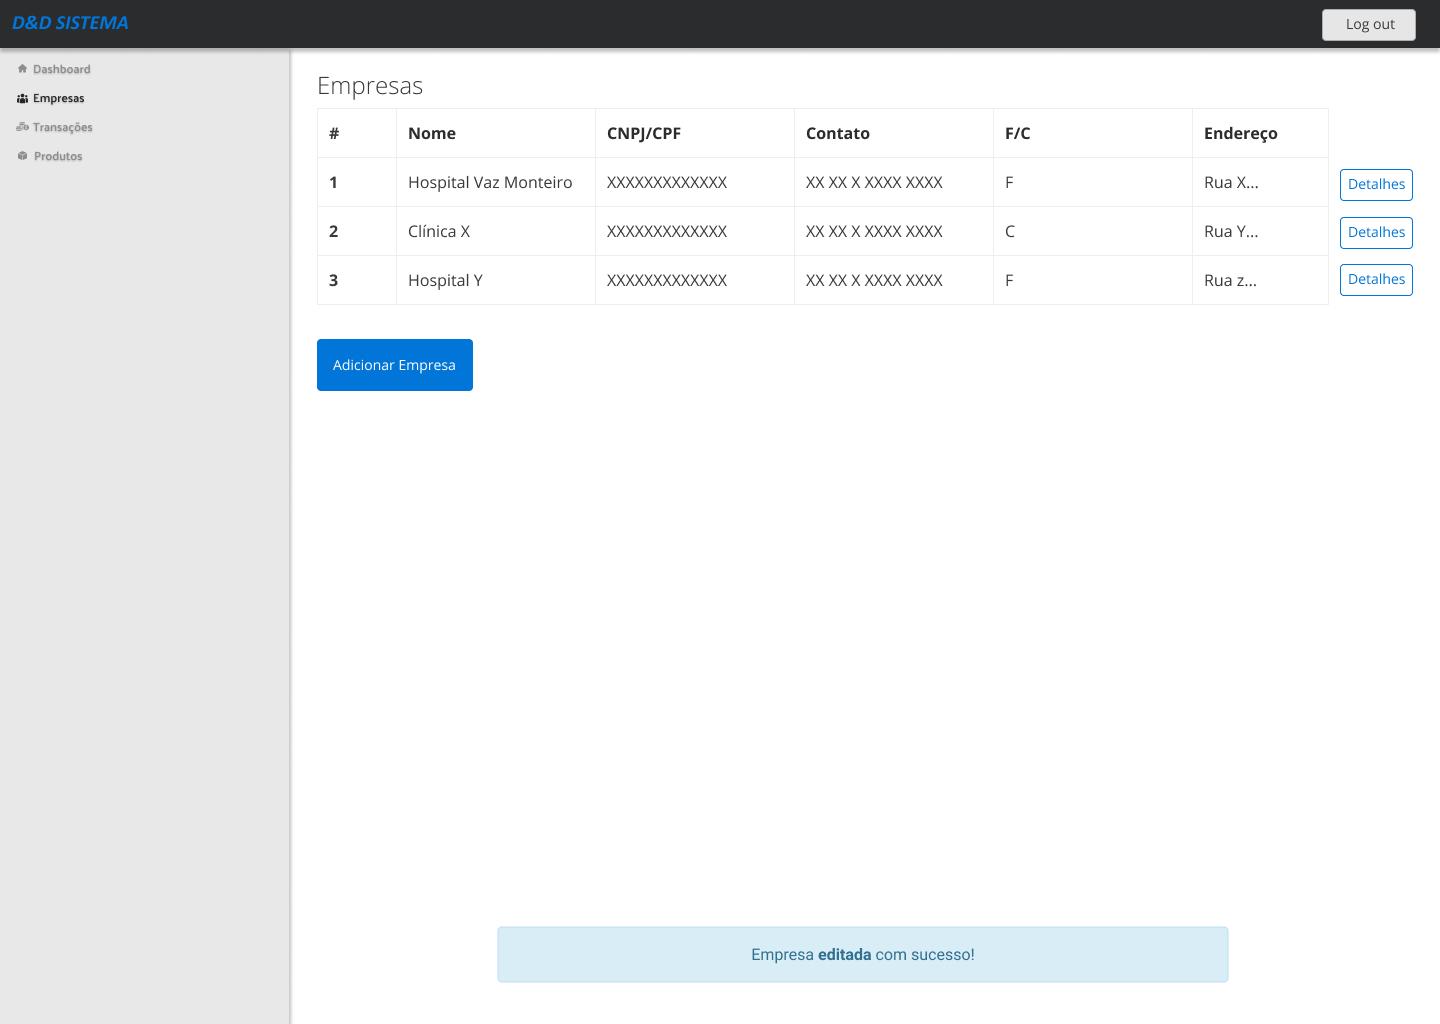 D&D SISTEMA
Log out
Dashboard
Empresas
Transações
Produtos
Empresas
# Nome CNPJ/CPF Contato F/C Endereço
1 Hospital Vaz Monteiro XXXXXXXXXXXXX XX XX X XXXX XXXX F Rua X... Detalhes
2 Clínica X XXXXXXXXXXXXX XX XX X XXXX XXXX C Rua Y... Detalhes
3 Hospital Y XXXXXXXXXXXXX XX XX X XXXX XXXX F Rua z... Detalhes
Adicionar Empresa
Empresa editada com sucesso!